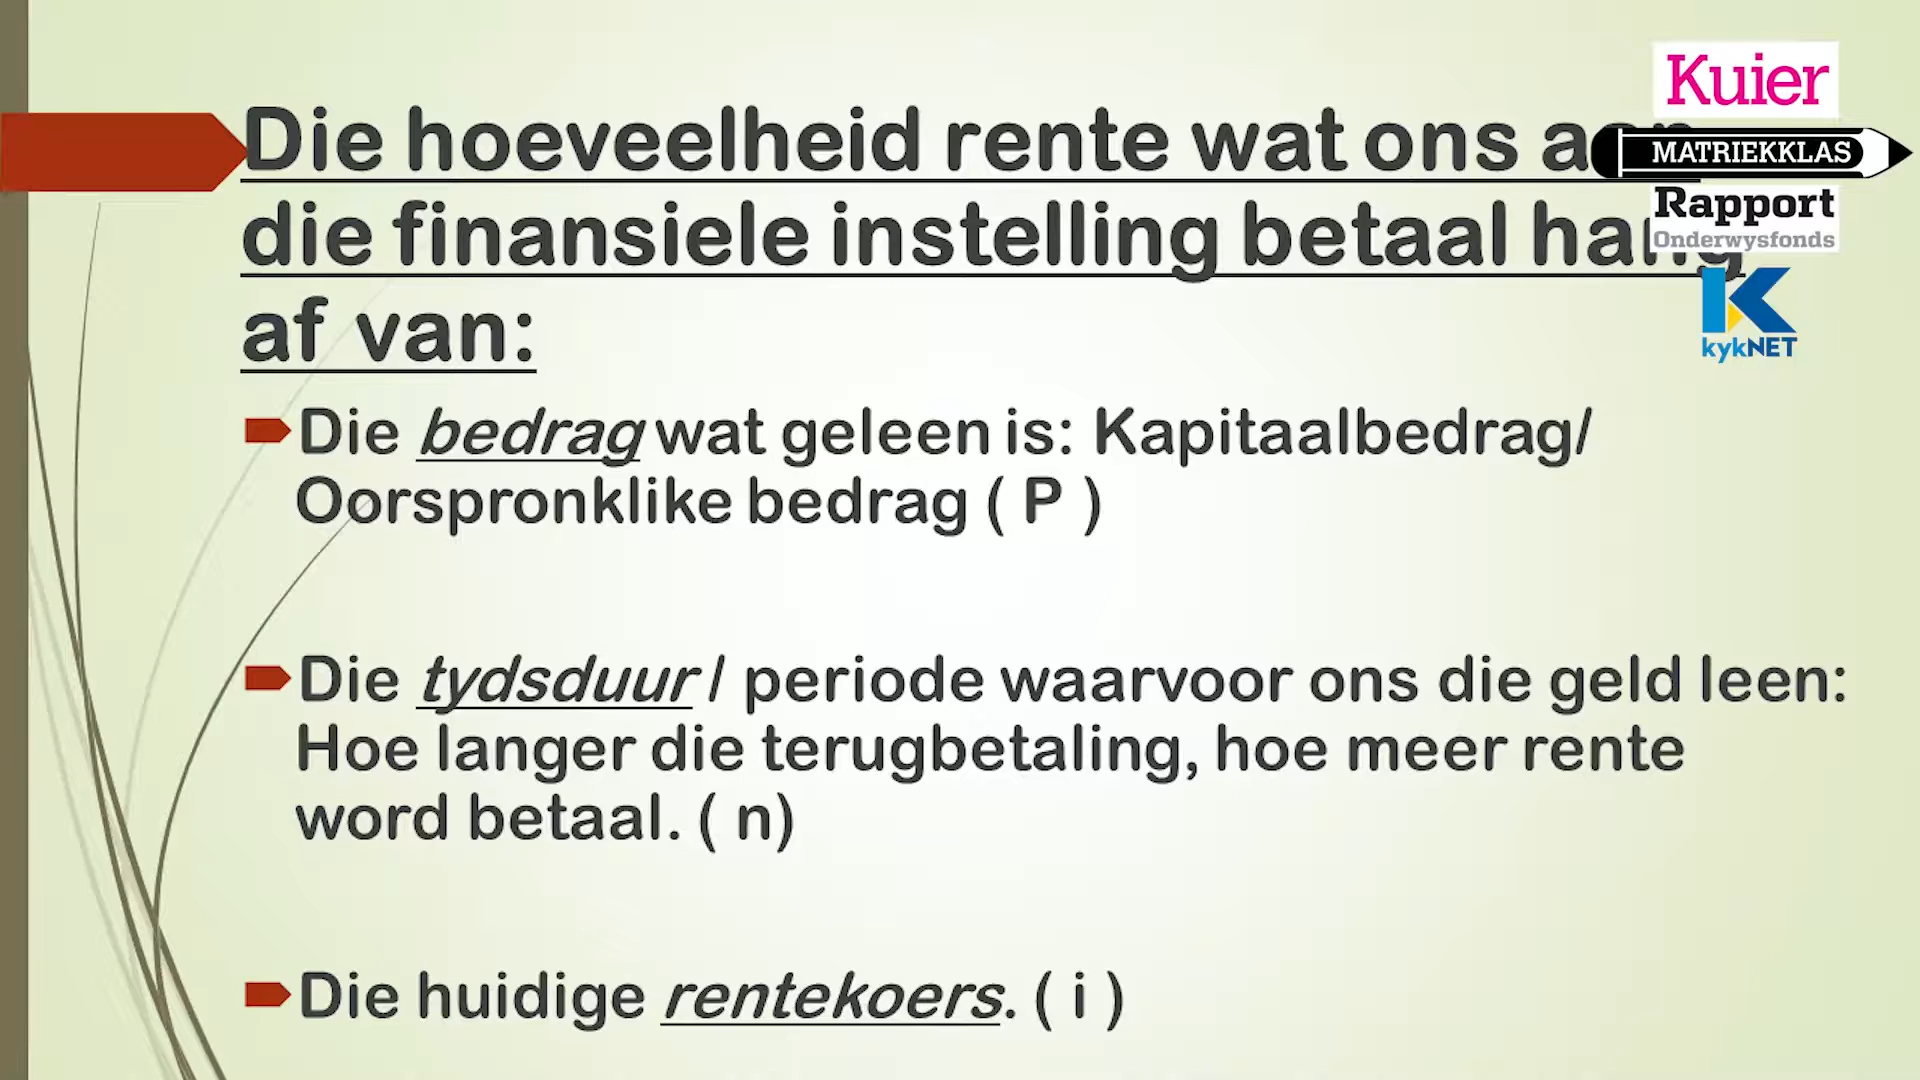 Die hoeveelheid rente wat ons
die finansiele instelling betaal
af van:
Die bedrag wat geleen is: Kapitaalbedrag/
Oorspronklike bedrag ( P )
Die tydsduur / periode waarvoor ons die geld leen:
Hoe langer die terugbetaling, hoe meer rente
word betaal. ( n)
Die huidige rentekoers. ( i )
Kuier
MATRIEKKLAS
Rapport
Onderwysfonds
kykNET